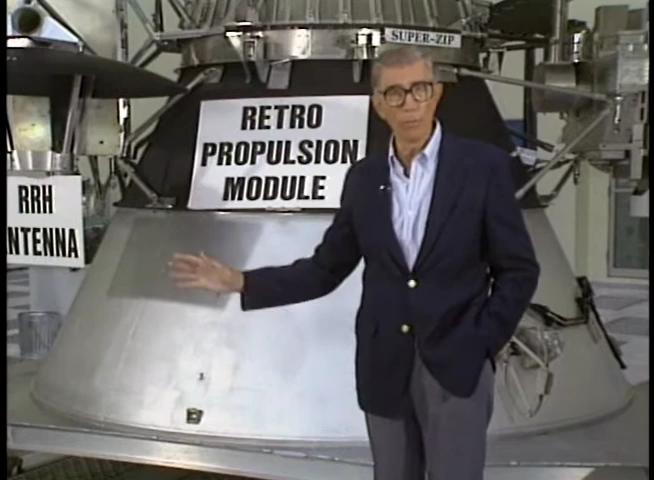 SUPER-ZIP
RETRO
PROPULSION
MODULE
RRH
NTENNA